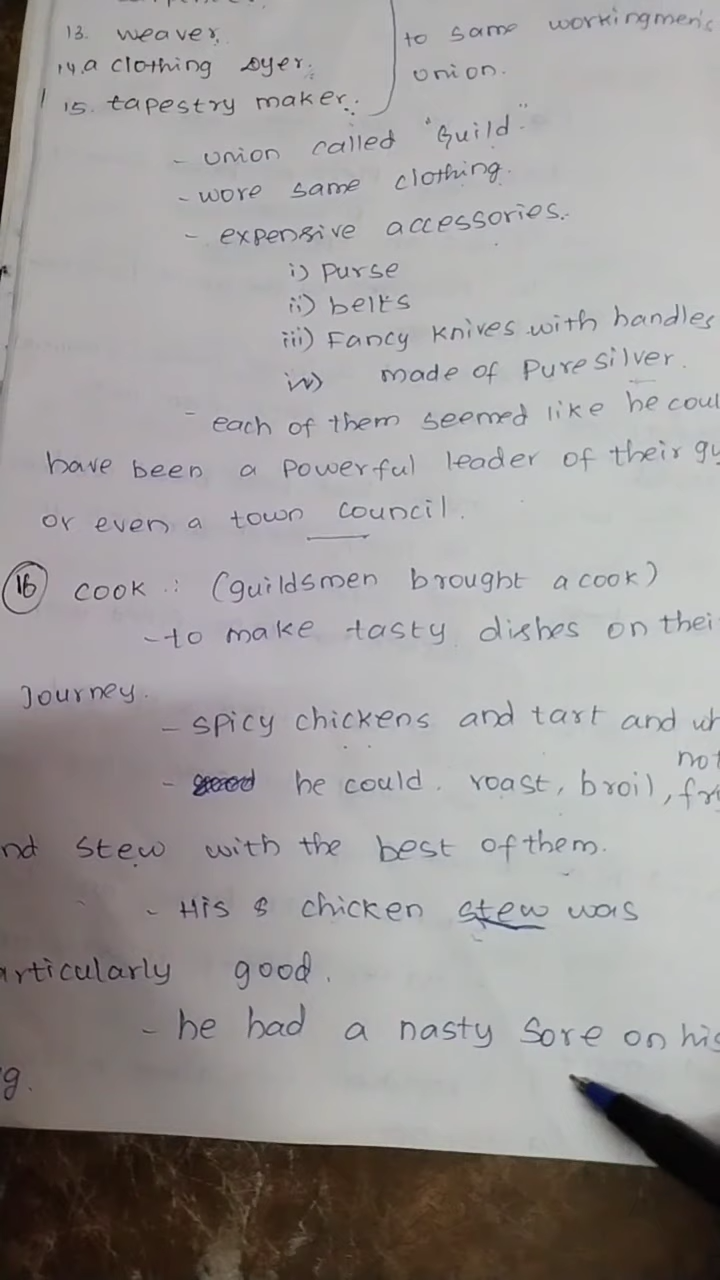 13. weaver.
to same workingmen's
14. a clothing dyer.
union.
15. tapestry maker.
- union called "Guild."
- wore same clothing.
- expensive accessories.
i) purse
ii) belts
iii) Fancy knives with handles
iv) made of Pure silver.
- each of them seemed like he coul
have been a powerful leader of their gu
or even a town council.
16 cook : (guildsmen brought a cook)
- to make tasty dishes on thei
Journey.
- spicy chickens and tart and wh
not
- he could. roast, broil, fr
nd stew with the best of them.
- His chicken stew was
articularly good.
- he had a nasty sore on his
g.